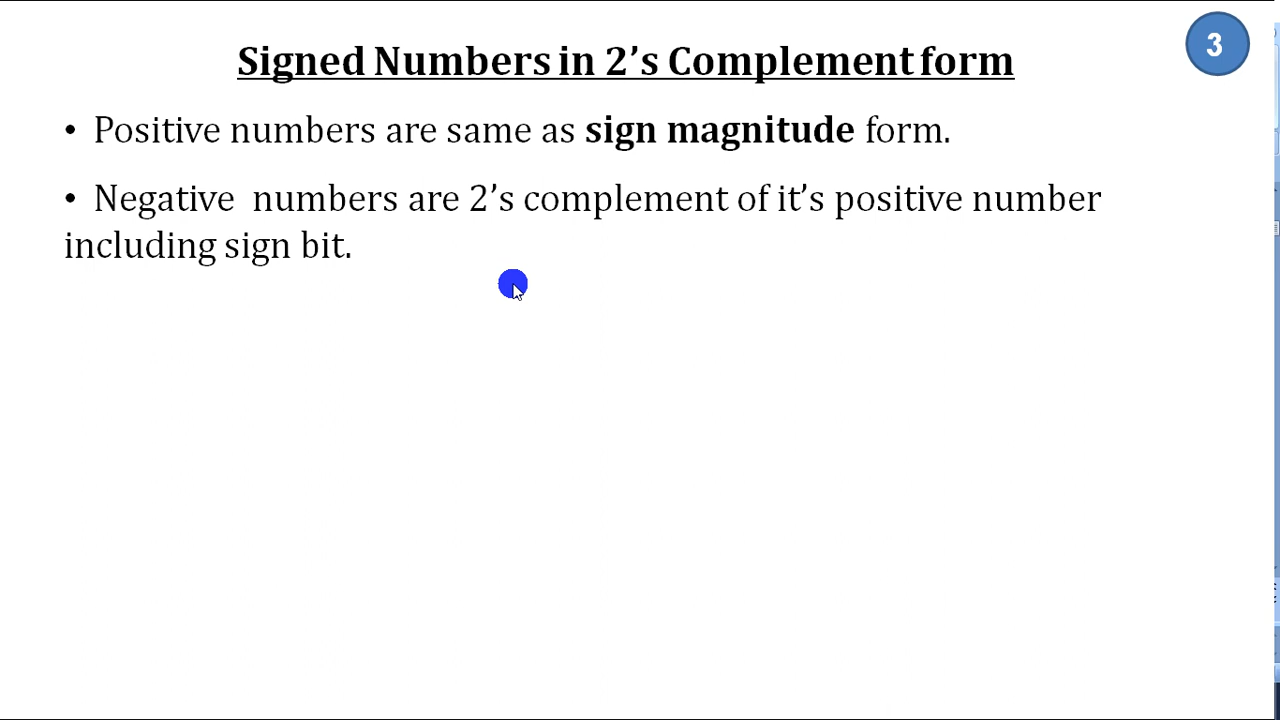 Signed Numbers in 2’s Complement form
3
• Positive numbers are same as sign magnitude form.
• Negative numbers are 2’s complement of it’s positive number
including sign bit.